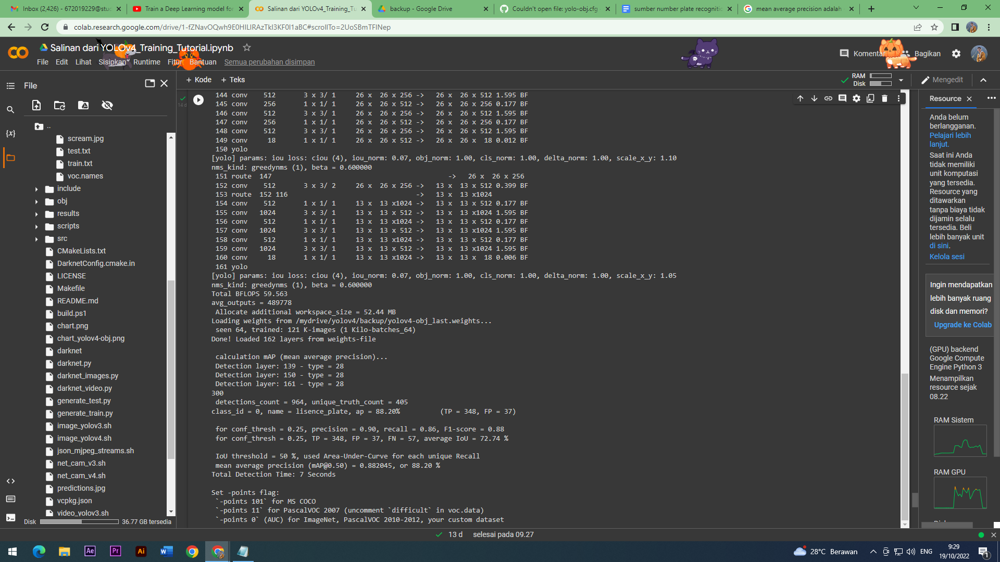 Inbox (2,426) - 672019229@stu
Train a Deep Learning model for
Salinan dari YOLOv4_Training_Tu
backup - Google Drive
Couldn't open file: yolo-obj.cfg
sumber number plate recogniti
mean average precision adalah
colab.research.google.com/drive/1-fZNavOQwh9E0HILIRAzTkI3KF0I1aBC#scrollTo=2UoSBmTFINep
Salinan dari YOLOv4_Training_Tutorial.ipynb
Komentar
Bagikan
File Edit Lihat Sisipkan Runtime Fitur Bantuan Semua perubahan disimpan
File
+ Kode + Teks
RAM
Disk
Mengedit
..
scream.jpg
test.txt
train.txt
voc.names
include
obj
results
scripts
src
CMakeLists.txt
DarknetConfig.cmake.in
LICENSE
Makefile
README.md
build.ps1
chart.png
chart_yolov4-obj.png
darknet
darknet.py
darknet_images.py
darknet_video.py
generate_test.py
generate_train.py
image_yolov3.sh
image_yolov4.sh
json_mjpeg_streams.sh
net_cam_v3.sh
net_cam_v4.sh
predictions.jpg
vcpkg.json
video_yolov3.sh
Disk 36.77 GB tersedia
14 d
144 conv 512 3 x 3/ 1 26 x 26 x 256 -> 26 x 26 x 512 1.595 BF
145 conv 256 1 x 1/ 1 26 x 26 x 512 -> 26 x 26 x 256 0.177 BF
146 conv 512 3 x 3/ 1 26 x 26 x 256 -> 26 x 26 x 512 1.595 BF
147 conv 256 1 x 1/ 1 26 x 26 x 512 -> 26 x 26 x 256 0.177 BF
148 conv 512 3 x 3/ 1 26 x 26 x 256 -> 26 x 26 x 512 1.595 BF
149 conv 18 1 x 1/ 1 26 x 26 x 512 -> 26 x 26 x 18 0.012 BF
150 yolo
[yolo] params: iou loss: ciou (4), iou_norm: 0.07, obj_norm: 1.00, cls_norm: 1.00, delta_norm: 1.00, scale_x_y: 1.10
nms_kind: greedynms (1), beta = 0.600000
151 route 147 -> 26 x 26 x 256
152 conv 512 3 x 3/ 2 26 x 26 x 256 -> 13 x 13 x 512 0.399 BF
153 route 152 116 -> 13 x 13 x1024
154 conv 512 1 x 1/ 1 13 x 13 x1024 -> 13 x 13 x 512 0.177 BF
155 conv 1024 3 x 3/ 1 13 x 13 x 512 -> 13 x 13 x1024 1.595 BF
156 conv 512 1 x 1/ 1 13 x 13 x1024 -> 13 x 13 x 512 0.177 BF
157 conv 1024 3 x 3/ 1 13 x 13 x 512 -> 13 x 13 x1024 1.595 BF
158 conv 512 1 x 1/ 1 13 x 13 x1024 -> 13 x 13 x 512 0.177 BF
159 conv 1024 3 x 3/ 1 13 x 13 x 512 -> 13 x 13 x1024 1.595 BF
160 conv 18 1 x 1/ 1 13 x 13 x1024 -> 13 x 13 x 18 0.006 BF
161 yolo
[yolo] params: iou loss: ciou (4), iou_norm: 0.07, obj_norm: 1.00, cls_norm: 1.00, delta_norm: 1.00, scale_x_y: 1.05
nms_kind: greedynms (1), beta = 0.600000
Total BFLOPS 59.563
avg_outputs = 489778
Allocate additional workspace_size = 52.44 MB
Loading weights from /mydrive/yolov4/backup/yolov4-obj_last.weights...
seen 64, trained: 121 K-images (1 Kilo-batches_64)
Done! Loaded 162 layers from weights-file
calculation mAP (mean average precision)...
Detection layer: 139 - type = 28
Detection layer: 150 - type = 28
Detection layer: 161 - type = 28
300
detections_count = 964, unique_truth_count = 405
class_id = 0, name = lisence_plate, ap = 88.20% (TP = 348, FP = 37)
for conf_thresh = 0.25, precision = 0.90, recall = 0.86, F1-score = 0.88
for conf_thresh = 0.25, TP = 348, FP = 37, FN = 57, average IoU = 72.74 %
IoU threshold = 50 %, used Area-Under-Curve for each unique Recall
mean average precision (mAP@0.50) = 0.882045, or 88.20 %
Total Detection Time: 7 Seconds
Set -points flag:
`-points 101` for MS COCO
`-points 11` for PascalVOC 2007 (uncomment `difficult` in voc.data)
`-points 0` (AUC) for ImageNet, PascalVOC 2010-2012, your custom dataset
Resource
Anda belum
berlangganan.
Pelajari lebih
lanjut.
Saat ini Anda
tidak memiliki
unit komputasi
yang tersedia.
Resource yang
ditawarkan
tanpa biaya tidak
dijamin selalu
tersedia. Beli
lebih banyak unit
di sini.
Kelola sesi
Ingin mendapatkan
lebih banyak ruang
disk dan memori?
Upgrade ke Colab
(GPU) backend
Google Compute
Engine Python 3
Menampilkan
resource sejak
08.22
RAM Sistem
RAM GPU
13 d selesai pada 09.27
Ae Pr Ai
28°C Berawan
ENG
9:29
19/10/2022
1